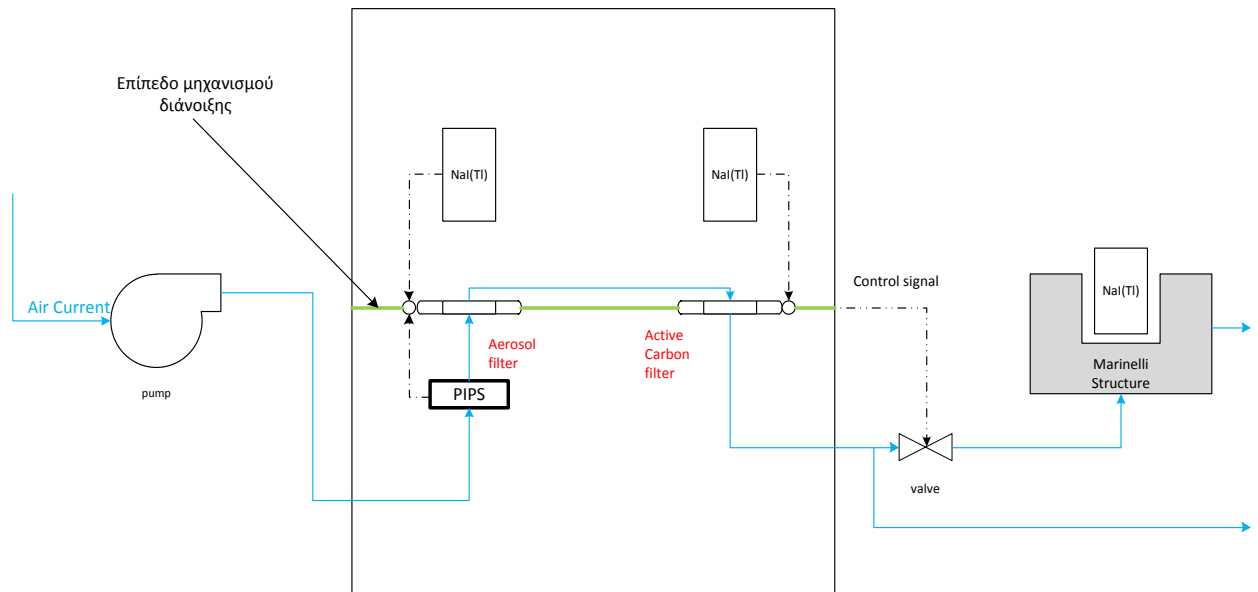 Επίπεδο μηχανισμού
διάνοιξης
NaI(Tl)
NaI(Tl)
Air Current
pump
Aerosol
filter
PIPS
Active
Carbon
filter
Control signal
valve
NaI(Tl)
Marinelli
Structure